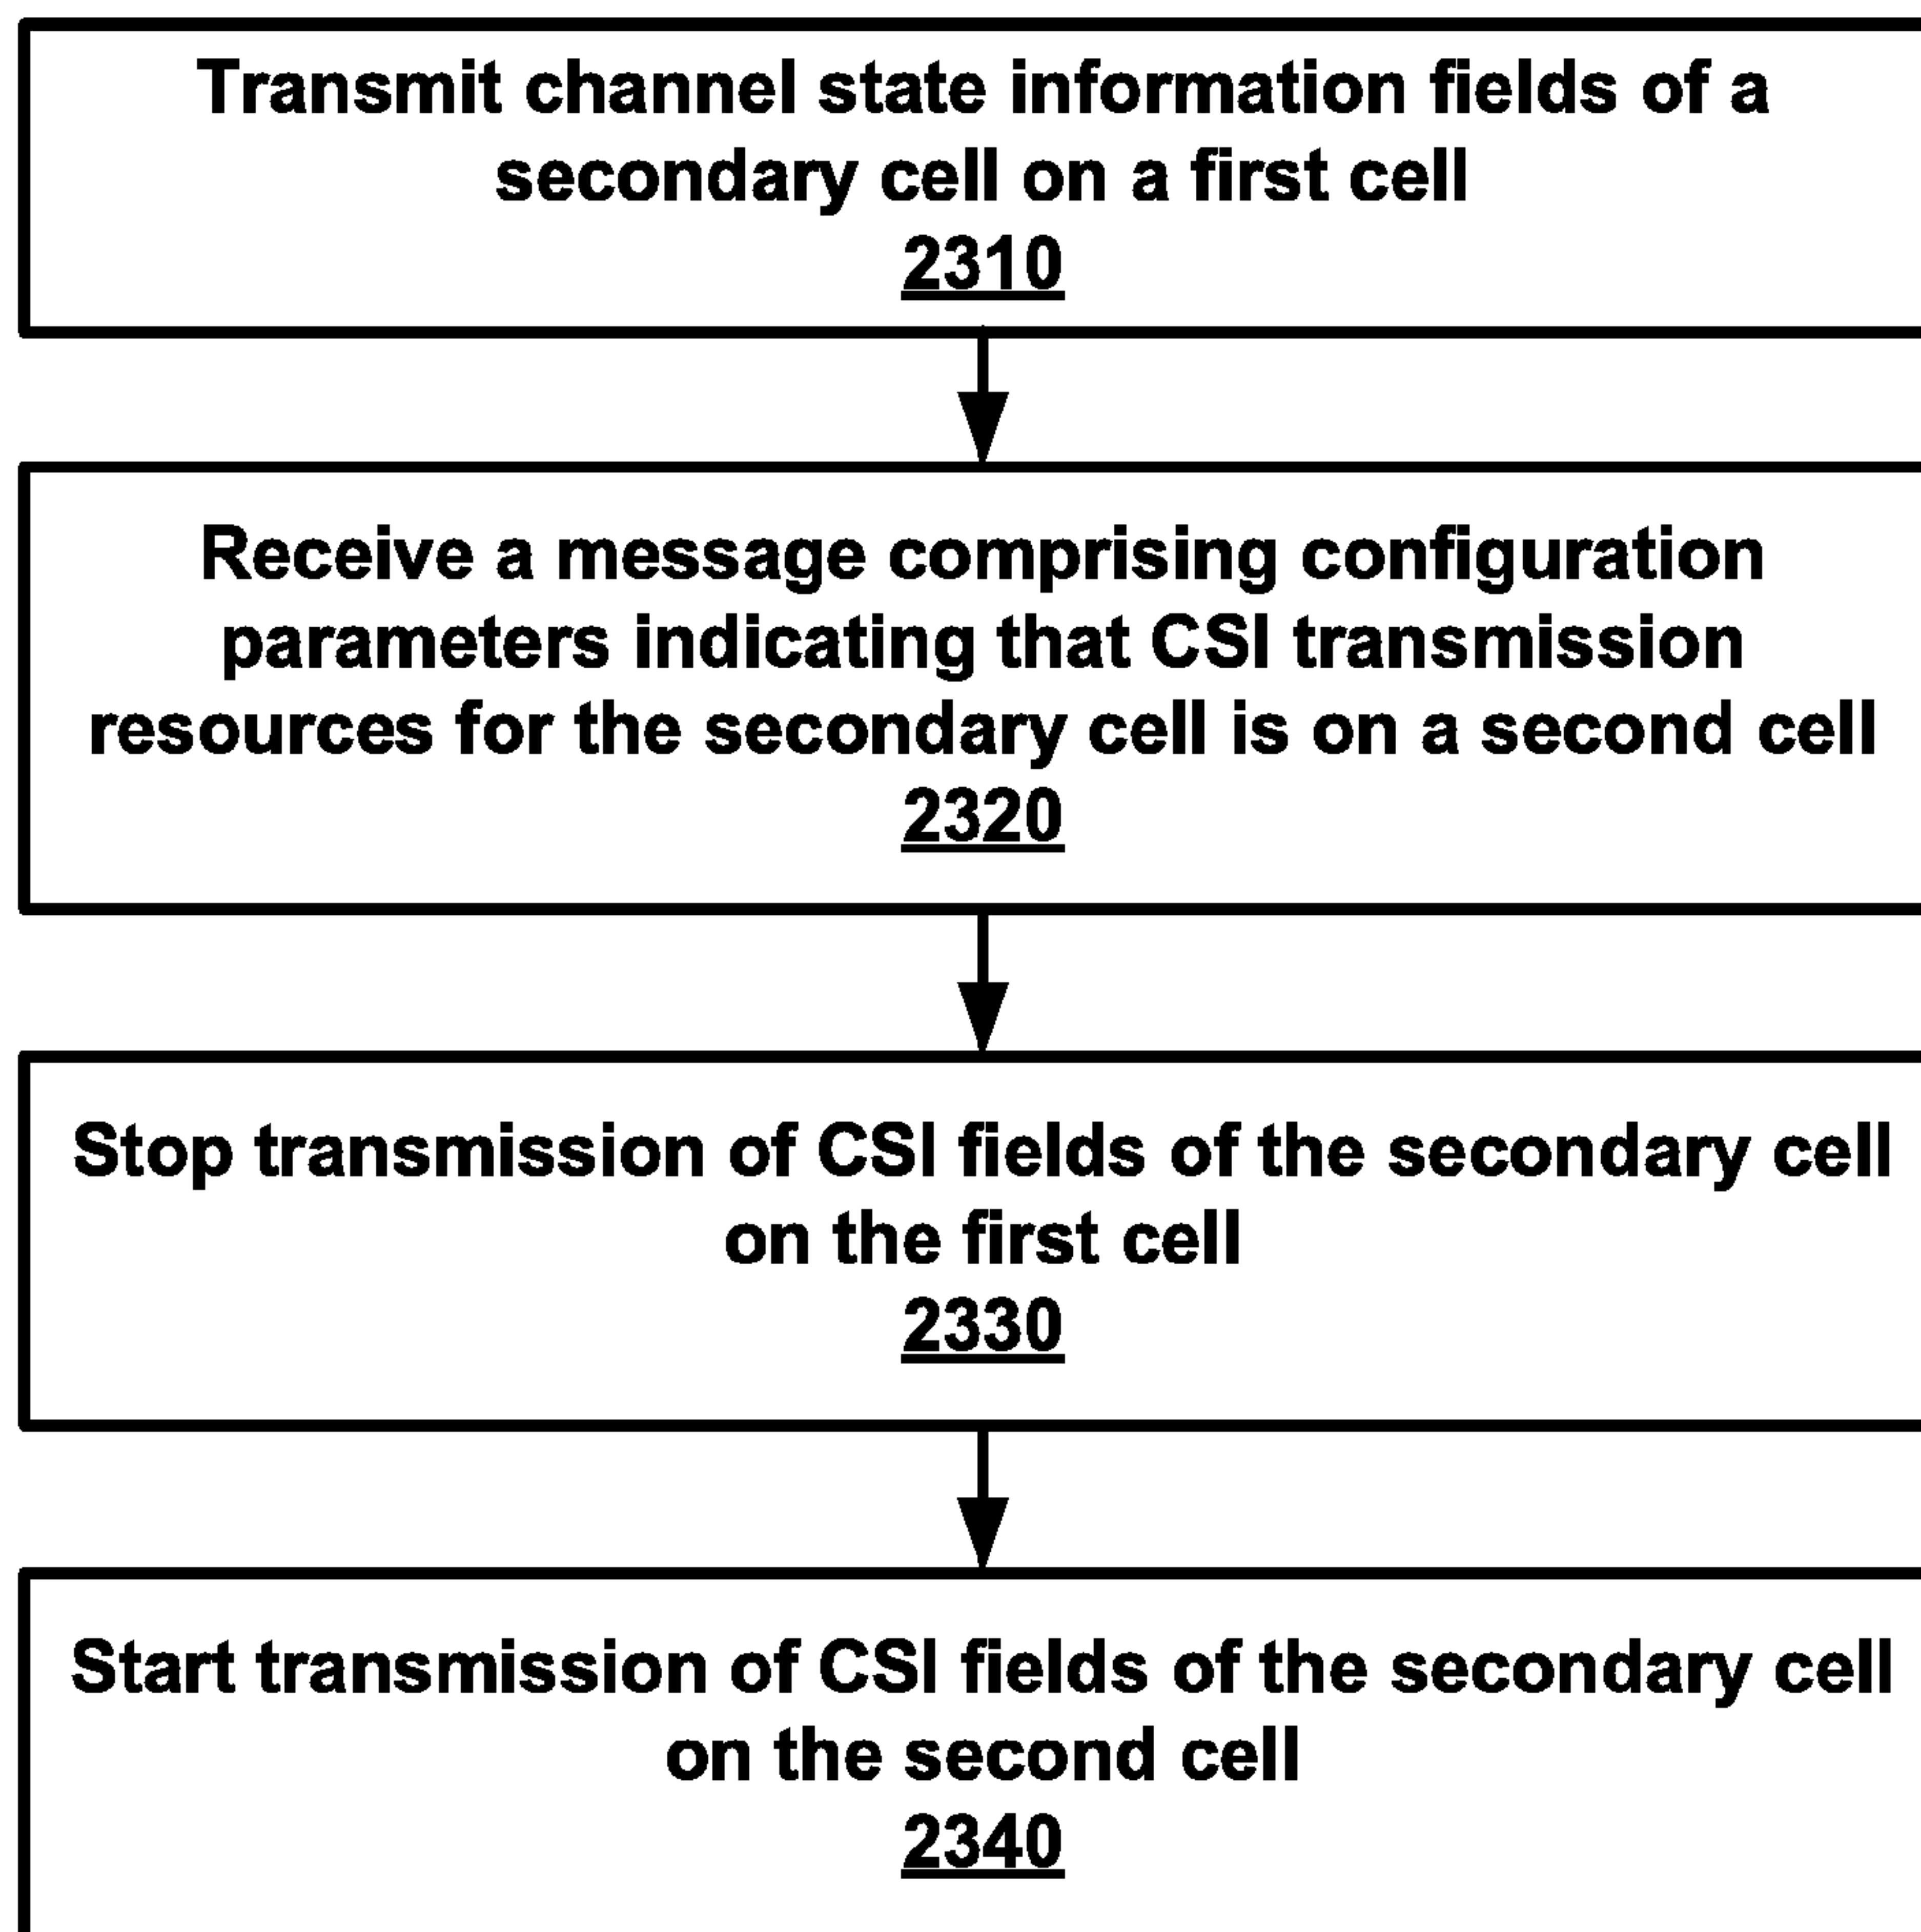 Transmit channel state information fields of a
secondary cell on a first cell
2310
Receive a message comprising configuration
parameters indicating that CSI transmission
resources for the secondary cell is on a second cell
2320
Stop transmission of CSI fields of the secondary cell
on the first cell
2330
Start transmission of CSI fields of the secondary cell
on the second cell
2340